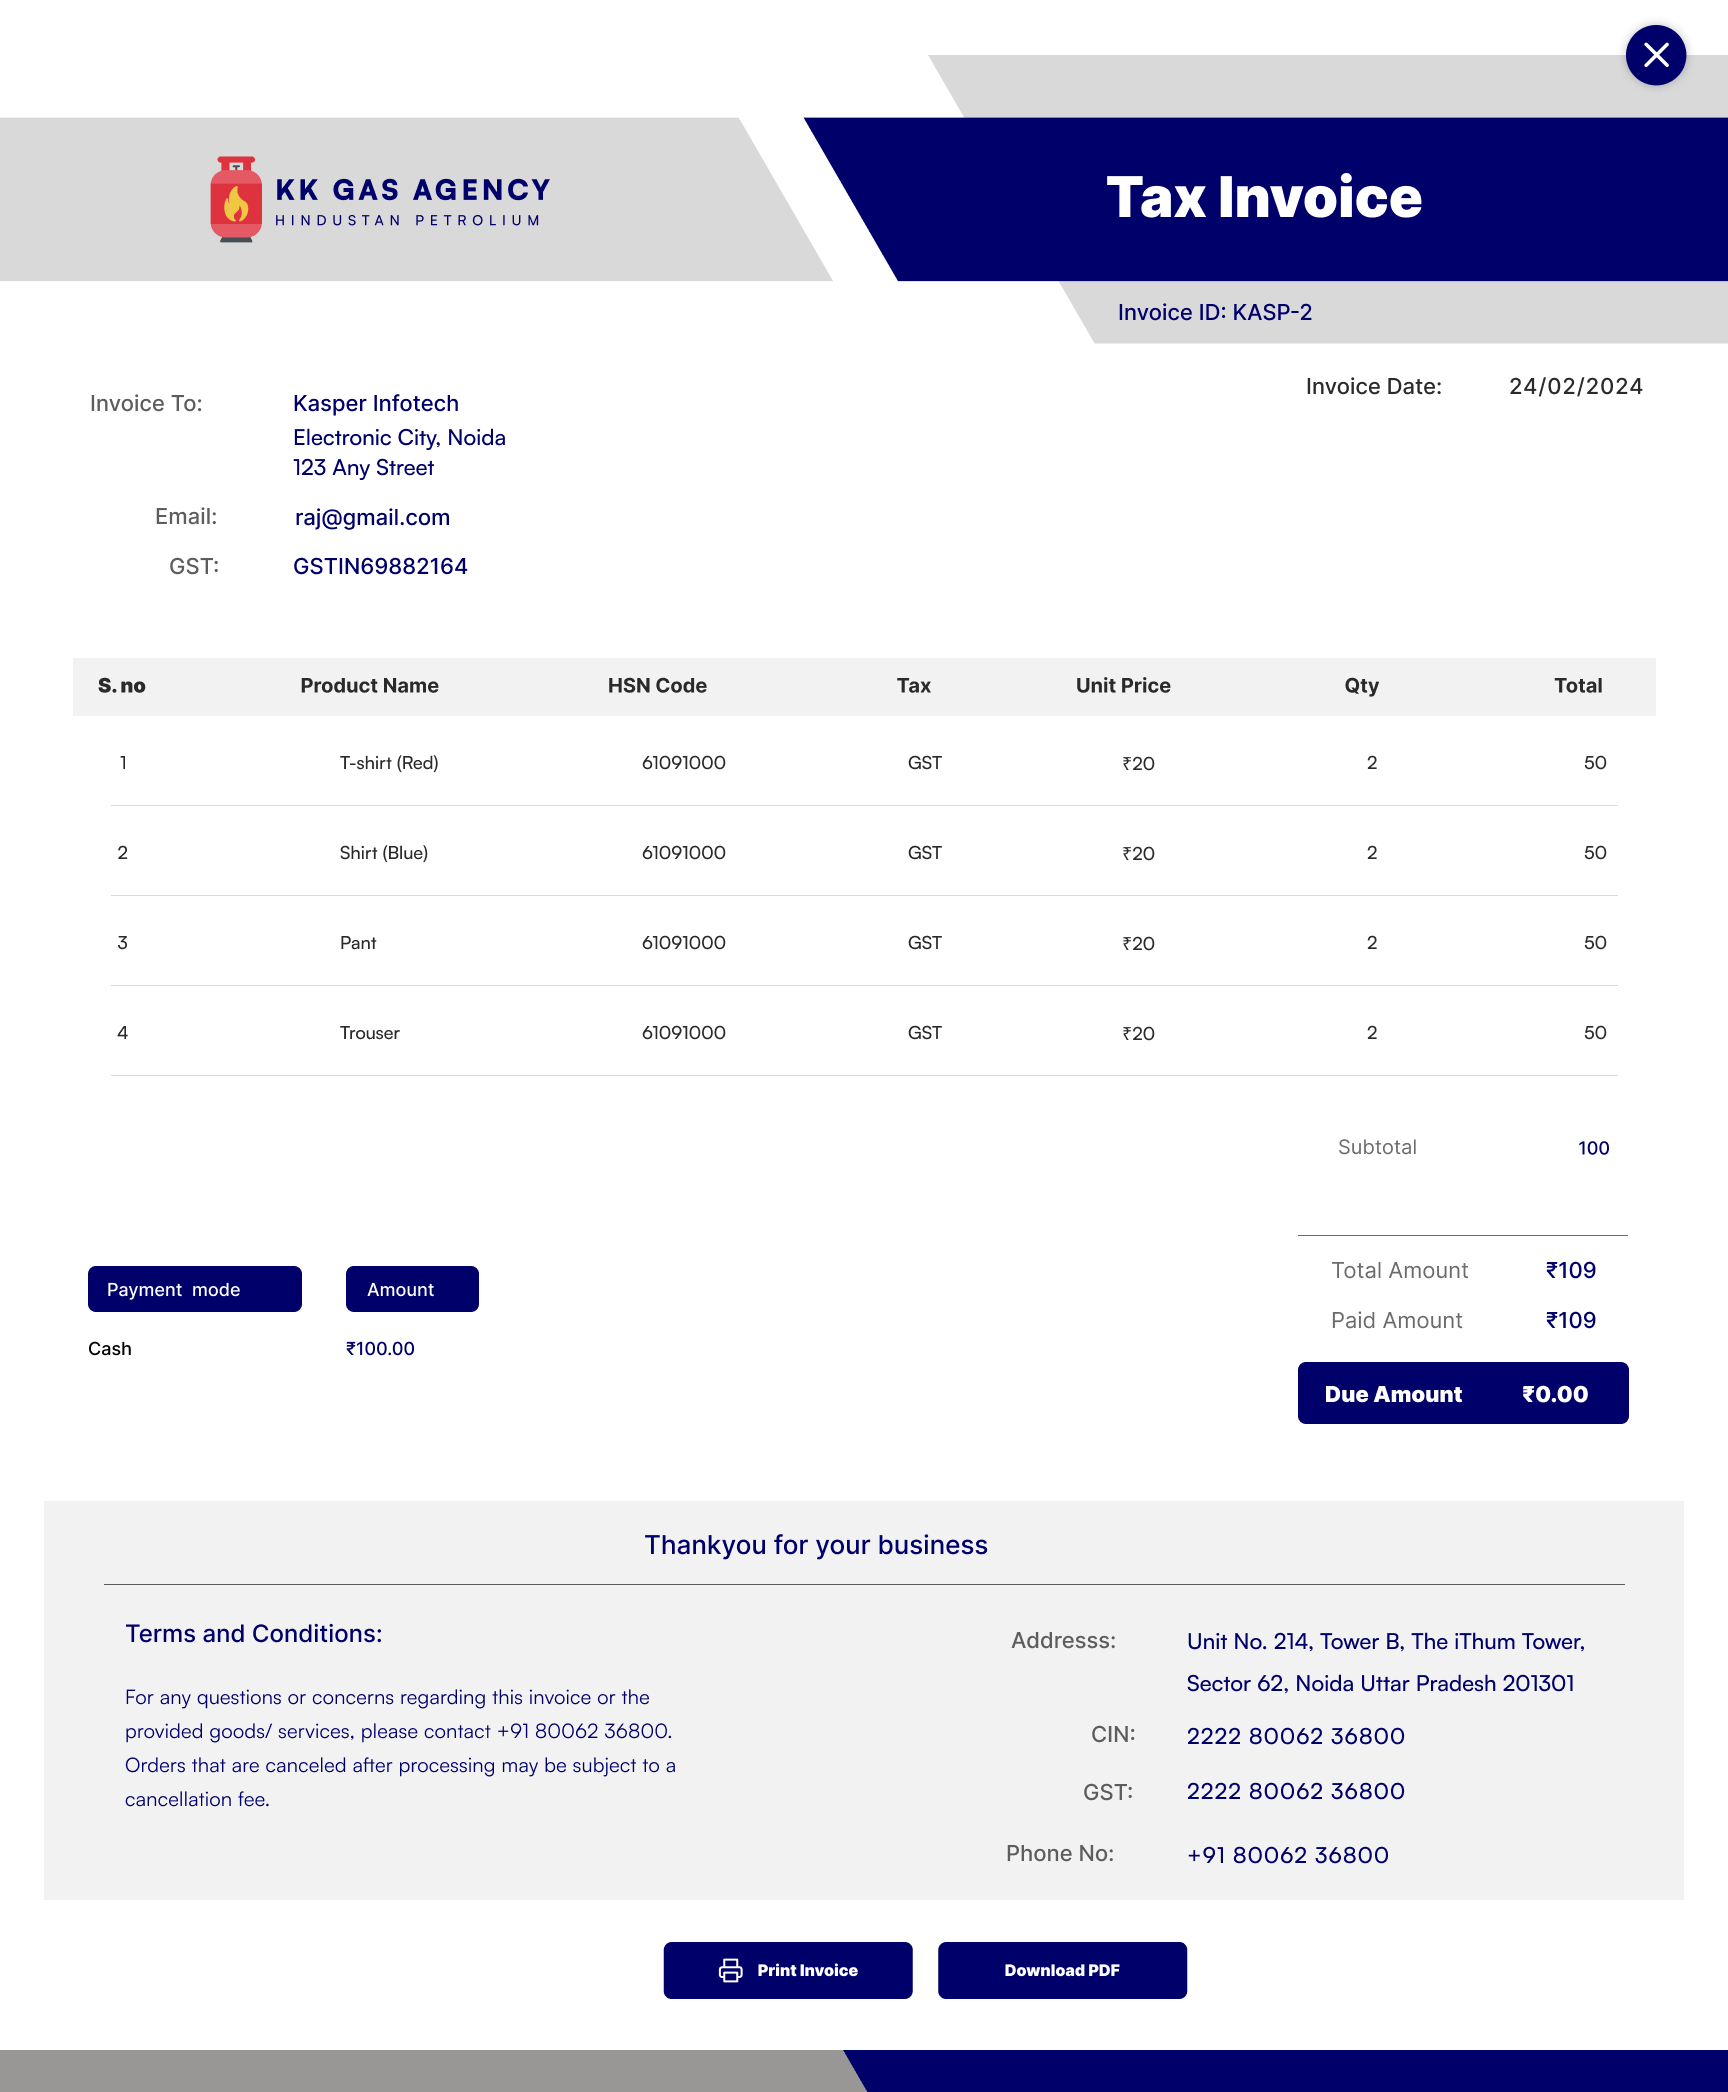 KK GAS AGENCY
HINDUSTAN PETROLIUM
Tax Invoice
Invoice ID: KASP-2
Invoice Date: 24/02/2024
Invoice To: Kasper Infotech
Electronic City, Noida
123 Any Street
Email: raj@gmail.com
GST: GSTIN69882164
S. no Product Name HSN Code Tax Unit Price Qty Total
1 T-shirt (Red) 61091000 GST ₹20 2 50
2 Shirt (Blue) 61091000 GST ₹20 2 50
3 Pant 61091000 GST ₹20 2 50
4 Trouser 61091000 GST ₹20 2 50
Subtotal 100
Total Amount ₹109
Paid Amount ₹109
Due Amount ₹0.00
Payment mode Amount
Cash ₹100.00
Thankyou for your business
Terms and Conditions:
For any questions or concerns regarding this invoice or the
provided goods/ services, please contact +91 80062 36800.
Orders that are canceled after processing may be subject to a
cancellation fee.
Addresss: Unit No. 214, Tower B, The iThum Tower,
Sector 62, Noida Uttar Pradesh 201301
CIN: 2222 80062 36800
GST: 2222 80062 36800
Phone No: +91 80062 36800
Print Invoice
Download PDF